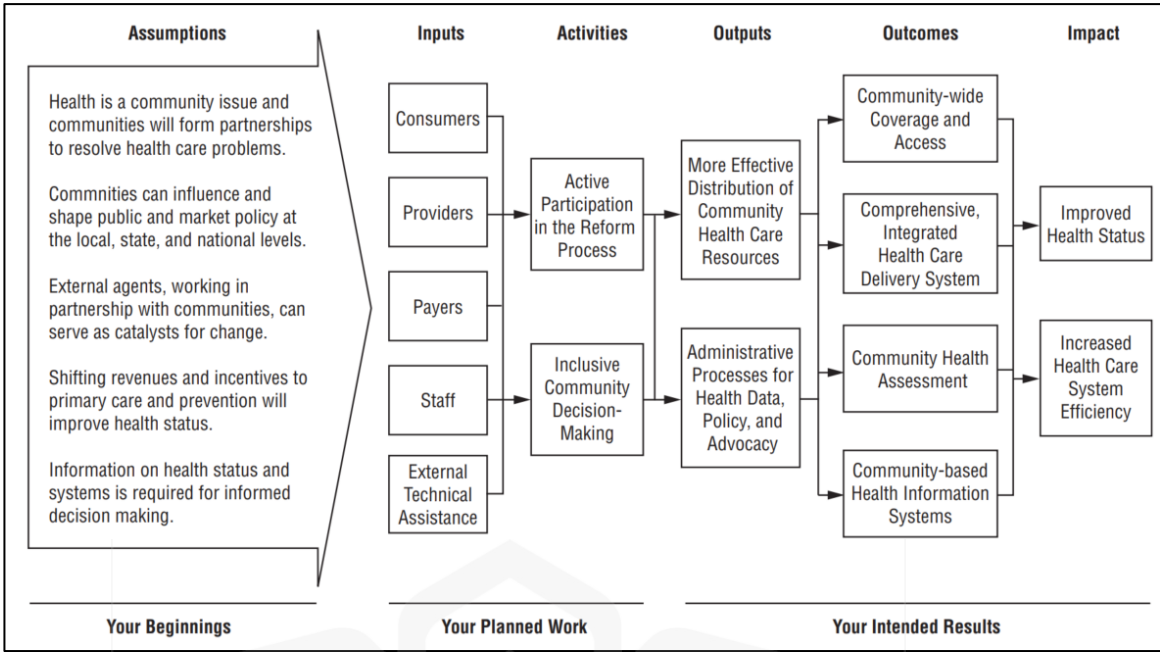 Assumptions
Inputs
Activities
Outputs
Outcomes
Impact
Health is a community issue and
communities will form partnerships
to resolve health care problems.
Commnities can influence and
shape public and market policy at
the local, state, and national levels.
External agents, working in
partnership with communities, can
serve as catalysts for change.
Shifting revenues and incentives to
primary care and prevention will
improve health status.
Information on health status and
systems is required for informed
decision making.
Consumers
Providers
Payers
Staff
External
Technical
Assistance
Active
Participation
in the Reform
Process
Inclusive
Community
Decision-
Making
More Effective
Distribution of
Community
Health Care
Resources
Administrative
Processes for
Health Data,
Policy, and
Advocacy
Community-wide
Coverage and
Access
Comprehensive,
Integrated
Health Care
Delivery System
Community Health
Assessment
Community-based
Health Information
Systems
Improved
Health Status
Increased
Health Care
System
Efficiency
Your Beginnings
Your Planned Work
Your Intended Results